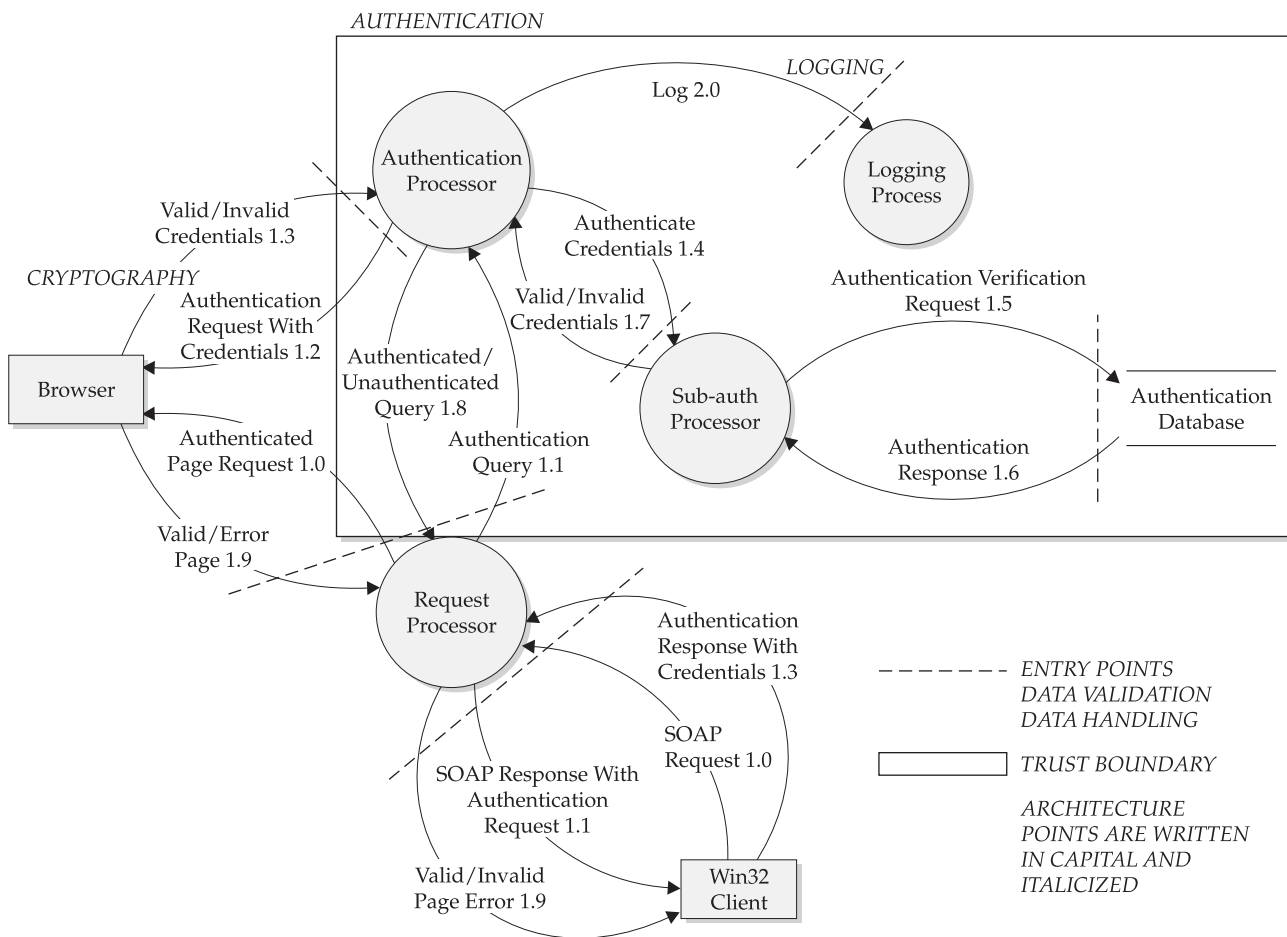 AUTHENTICATION
LOGGING
Log 2.0
Authentication
Processor
Logging
Process
Valid/Invalid
Credentials 1.3
Authenticate
Credentials 1.4
CRYPTOGRAPHY
Authentication
Request With
Credentials 1.2
Valid/Invalid
Credentials 1.7
Authentication Verification
Request 1.5
Browser
Authenticated/
Unauthenticated
Query 1.8
Sub-auth
Processor
Authentication
Database
Authenticated
Page Request 1.0
Authentication
Query 1.1
Authentication
Response 1.6
Valid/Error
Page 1.9
Request
Processor
Authentication
Response With
Credentials 1.3
SOAP
Request 1.0
SOAP Response With
Authentication
Request 1.1
Valid/Invalid
Page Error 1.9
Win32
Client
ENTRY POINTS
DATA VALIDATION
DATA HANDLING
TRUST BOUNDARY
ARCHITECTURE
POINTS ARE WRITTEN
IN CAPITAL AND
ITALICIZED